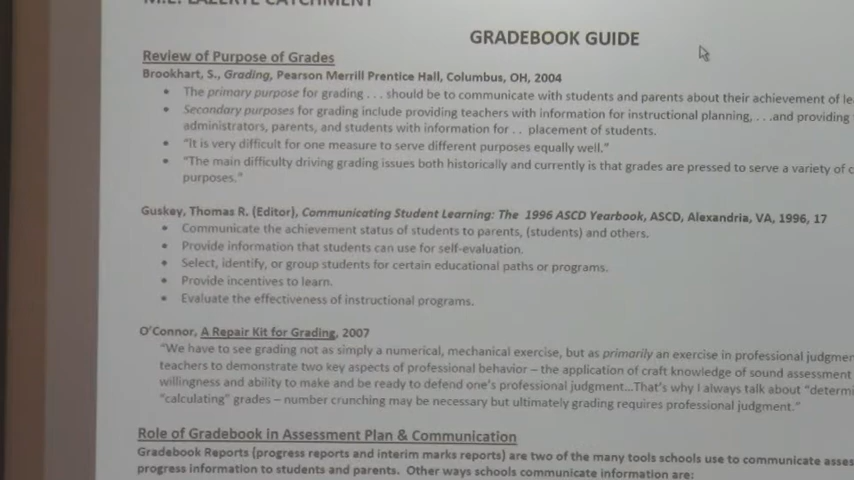 M.E. LAZERTE CATCHMENT
GRADEBOOK GUIDE
Review of Purpose of Grades
Brookhart, S., Grading, Pearson Merrill Prentice Hall, Columbus, OH, 2004
• The primary purpose for grading . . . should be to communicate with students and parents about their achievement of le
• Secondary purposes for grading include providing teachers with information for instructional planning, . . .and providing
administrators, parents, and students with information for . . placement of students.
• "It is very difficult for one measure to serve different purposes equally well."
• "The main difficulty driving grading issues both historically and currently is that grades are pressed to serve a variety of c
purposes."
Guskey, Thomas R. (Editor), Communicating Student Learning: The 1996 ASCD Yearbook, ASCD, Alexandria, VA, 1996, 17
• Communicate the achievement status of students to parents, (students) and others.
• Provide information that students can use for self-evaluation.
• Select, identify, or group students for certain educational paths or programs.
• Provide incentives to learn.
• Evaluate the effectiveness of instructional programs.
O'Connor, A Repair Kit for Grading, 2007
"We have to see grading not as simply a numerical, mechanical exercise, but as primarily an exercise in professional judgmen
teachers to demonstrate two key aspects of professional behavior – the application of craft knowledge of sound assessment
willingness and ability to make and be ready to defend one's professional judgment...That's why I always talk about "determi
"calculating" grades – number crunching may be necessary but ultimately grading requires professional judgment."
Role of Gradebook in Assessment Plan & Communication
Gradebook Reports (progress reports and interim marks reports) are two of the many tools schools use to communicate asses
progress information to students and parents. Other ways schools communicate information are: